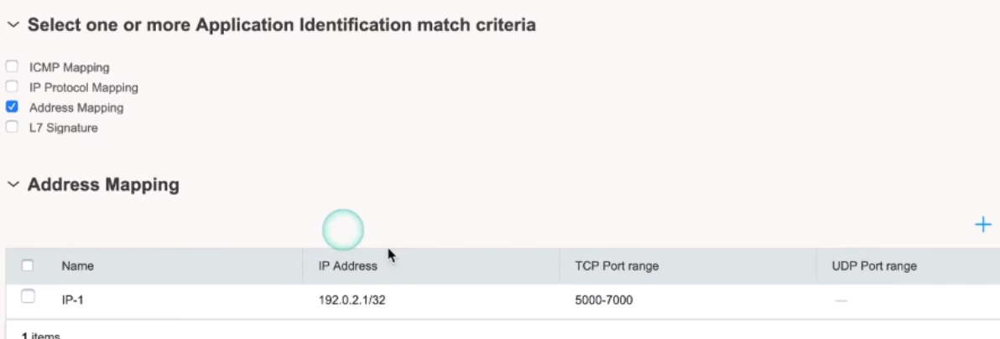 Select one or more Application Identification match criteria
ICMP Mapping
IP Protocol Mapping
Address Mapping
L7 Signature
Address Mapping
Name IP Address TCP Port range UDP Port range
IP-1 192.0.2.1/32 5000-7000 —
1 items